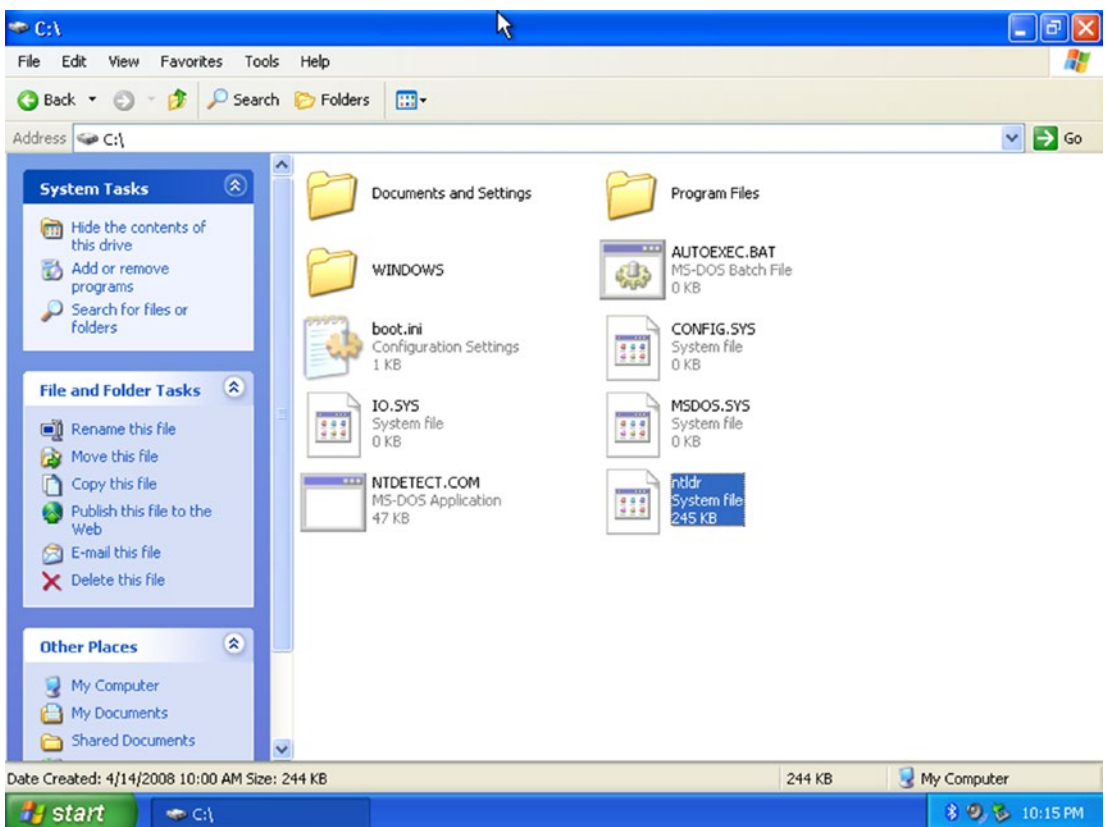 C:\
File Edit View Favorites Tools Help
Back Search Folders
Address C:\ Go
System Tasks
Hide the contents of
this drive
Add or remove
programs
Search for files or
folders
File and Folder Tasks
Rename this file
Move this file
Copy this file
Publish this file to the
Web
E-mail this file
Delete this file
Other Places
My Computer
My Documents
Shared Documents
Documents and Settings
Program Files
WINDOWS
AUTOEXEC.BAT
MS-DOS Batch File
0 KB
boot.ini
Configuration Settings
1 KB
CONFIG.SYS
System file
0 KB
IO.SYS
System file
0 KB
MSDOS.SYS
System file
0 KB
NTDETECT.COM
MS-DOS Application
47 KB
ntldr
System file
245 KB
Date Created: 4/14/2008 10:00 AM Size: 244 KB 244 KB My Computer
start C:\ 10:15 PM